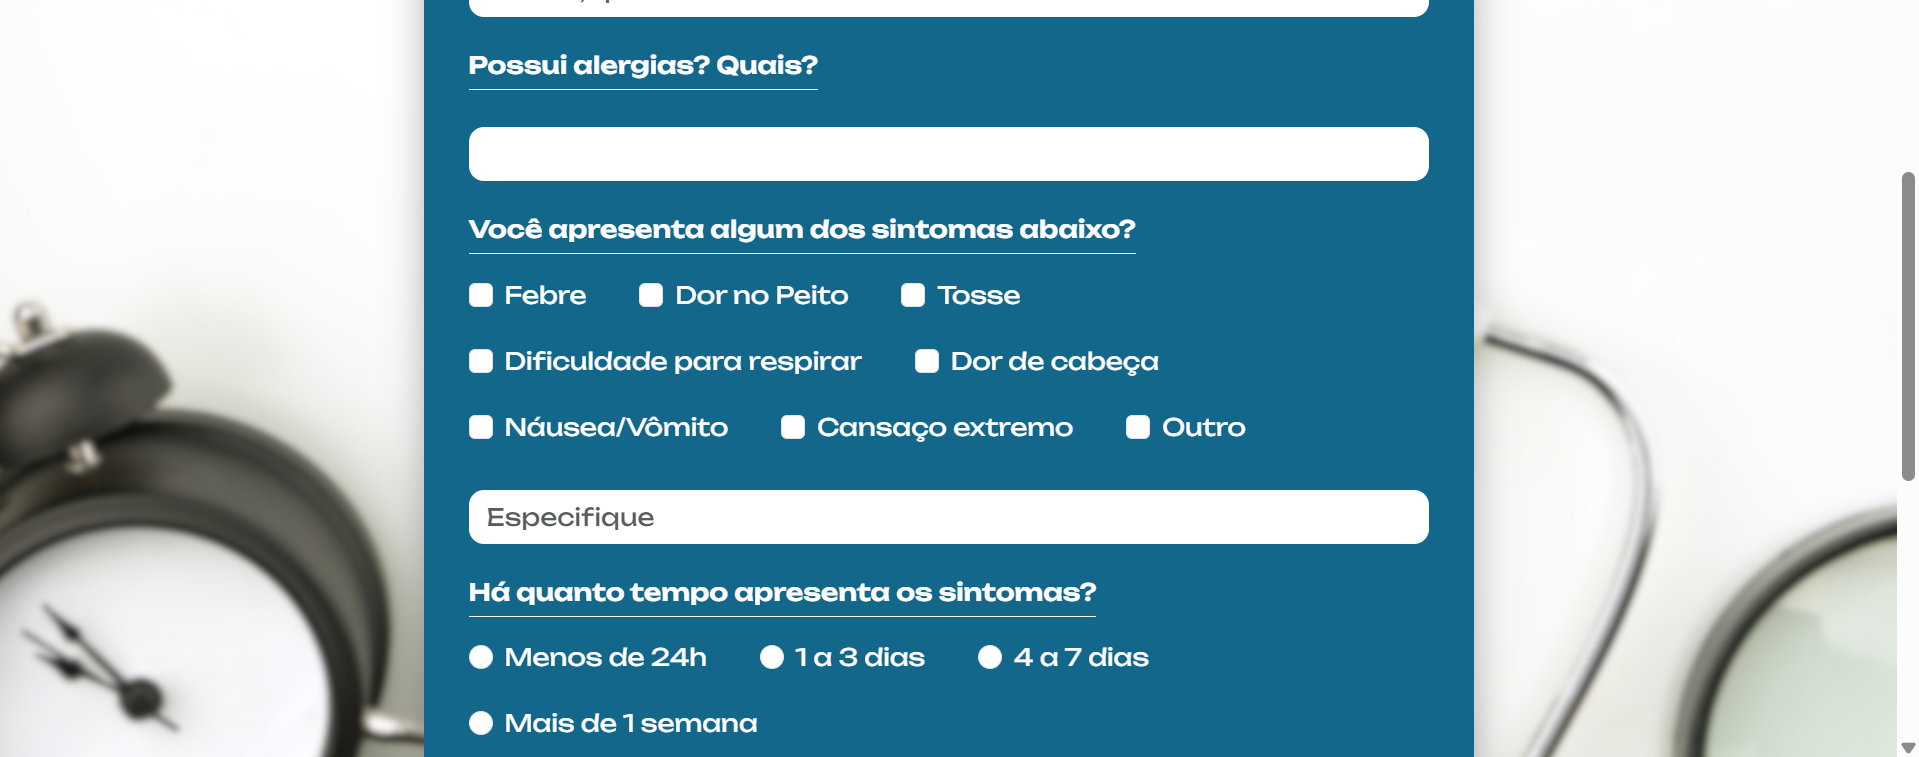 Possui alergias? Quais?
Você apresenta algum dos sintomas abaixo?
Febre Dor no Peito Tosse
Dificuldade para respirar Dor de cabeça
Náusea/Vômito Cansaço extremo Outro
Especifique
Há quanto tempo apresenta os sintomas?
Menos de 24h 1 a 3 dias 4 a 7 dias
Mais de 1 semana